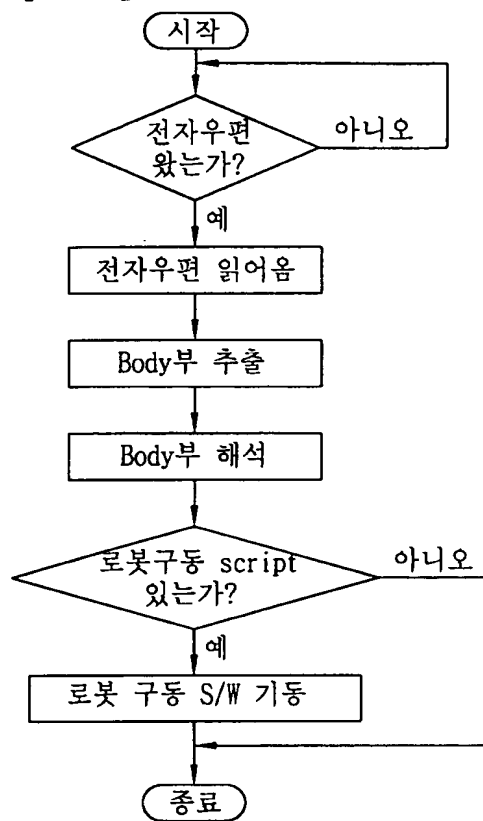 시작
전자우편
왔는가?
아니오
예
전자우편 읽어옴
Body부 추출
Body부 해석
로봇구동 script
있는가?
아니오
예
로봇 구동 S/W 기동
종료